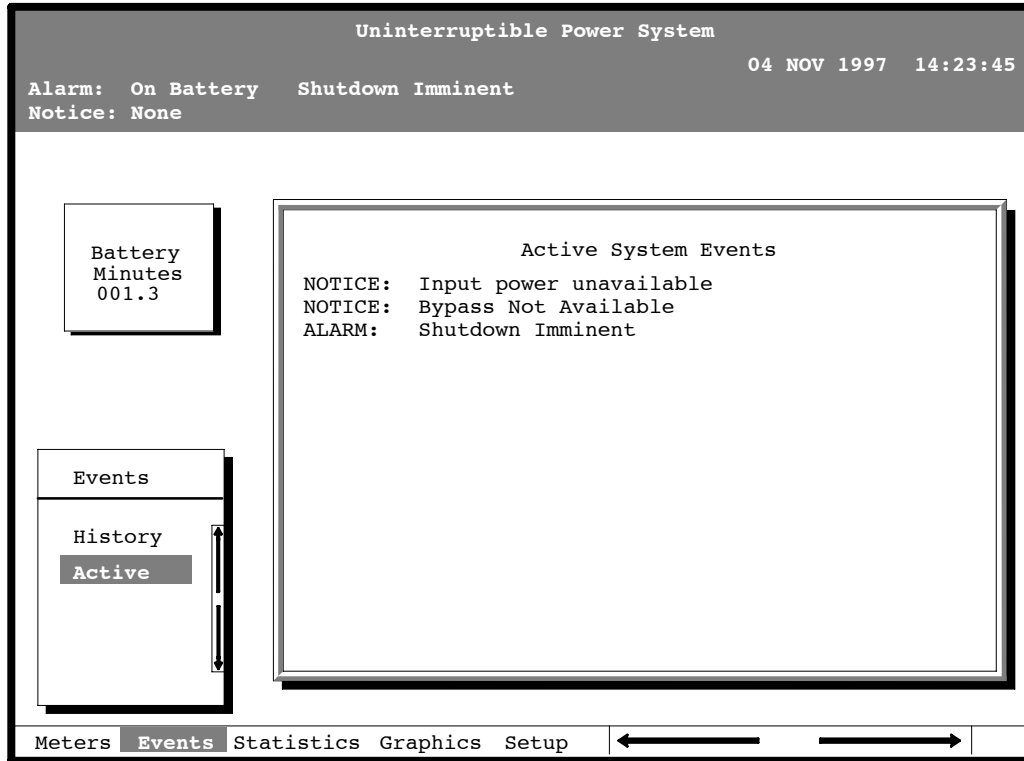 Uninterruptible Power System
04 NOV 1997 14:23:45
Alarm: On Battery Shutdown Imminent
Notice: None
Battery
Minutes
001.3
Active System Events
NOTICE: Input power unavailable
NOTICE: Bypass Not Available
ALARM: Shutdown Imminent
Events
History
Active
Meters Events Statistics Graphics Setup